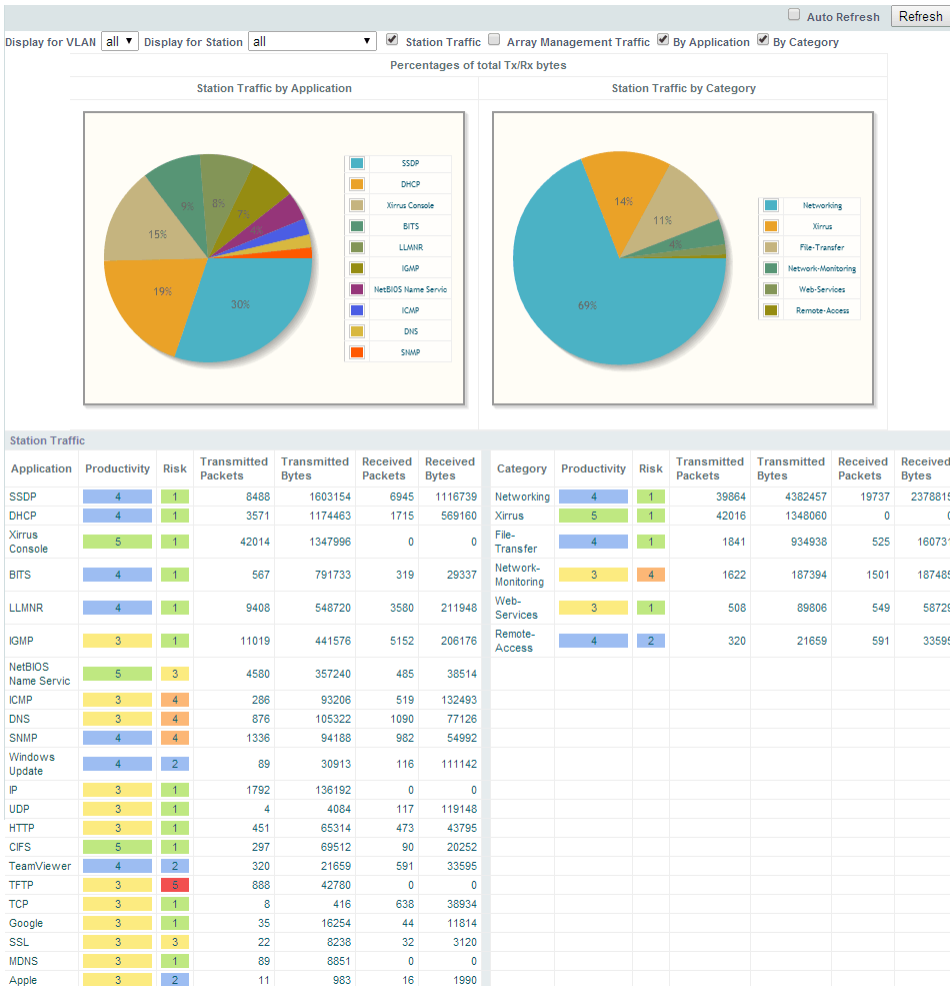 Auto Refresh Refresh
Display for VLAN all Display for Station all Station Traffic Array Management Traffic By Application By Category
Percentages of total Tx/Rx bytes
Station Traffic by Application
30%
19%
15%
9%
8%
7%
4%
SSDP
DHCP
Xirrus Console
BITS
LLMNR
IGMP
NetBIOS Name Servic
ICMP
DNS
SNMP
Station Traffic by Category
69%
14%
11%
4%
Networking
Xirrus
File-Transfer
Network-Monitoring
Web-Services
Remote-Access
Station Traffic
Application Productivity Risk Transmitted Packets Transmitted Bytes Received Packets Received Bytes
SSDP 4 1 8488 1603154 6945 1116739
DHCP 4 1 3571 1174463 1715 569160
Xirrus Console 5 1 42014 1347996 0 0
BITS 4 1 567 791733 319 29337
LLMNR 4 1 9408 548720 3580 211948
IGMP 3 1 11019 441576 5152 206176
NetBIOS Name Servic 5 3 4580 357240 485 38514
ICMP 3 4 286 93206 519 132493
DNS 3 4 876 105322 1090 77126
SNMP 4 4 1336 94188 982 54992
Windows Update 4 2 89 30913 116 111142
IP 3 1 1792 136192 0 0
UDP 3 1 4 4084 117 119148
HTTP 3 1 451 65314 473 43795
CIFS 5 1 297 69512 90 20252
TeamViewer 4 2 320 21659 591 33595
TFTP 3 5 888 42780 0 0
TCP 3 1 8 416 638 38934
Google 3 1 35 16254 44 11814
SSL 3 3 22 8238 32 3120
MDNS 3 1 89 8851 0 0
Apple 3 2 11 983 16 1990
Category Productivity Risk Transmitted Packets Transmitted Bytes Received Packets Received Bytes
Networking 4 1 39864 4382457 19737 2378815
Xirrus 5 1 42016 1348060 0 0
File-Transfer 4 1 1841 934938 525 160731
Network-Monitoring 3 4 1622 187394 1501 187485
Web-Services 3 1 508 89806 549 58729
Remote-Access 4 2 320 21659 591 33595